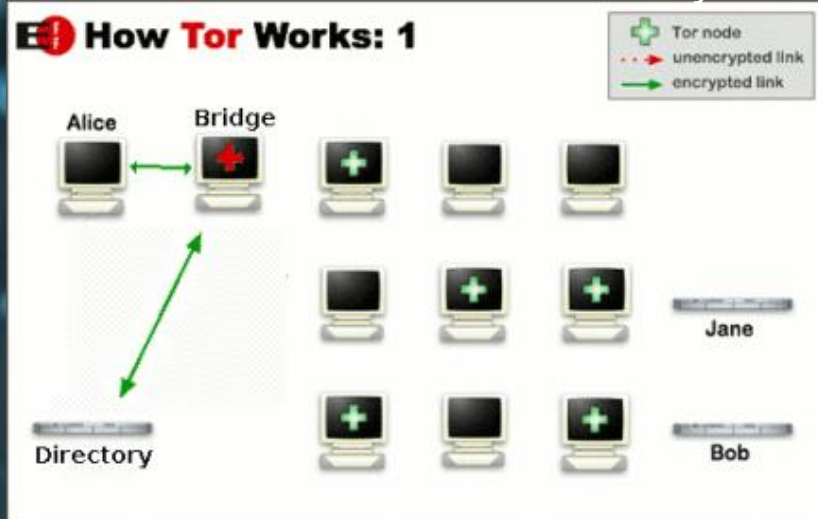 How Tor Works: 1
Tor node
unencrypted link
encrypted link
Alice
Bridge
Jane
Directory
Bob